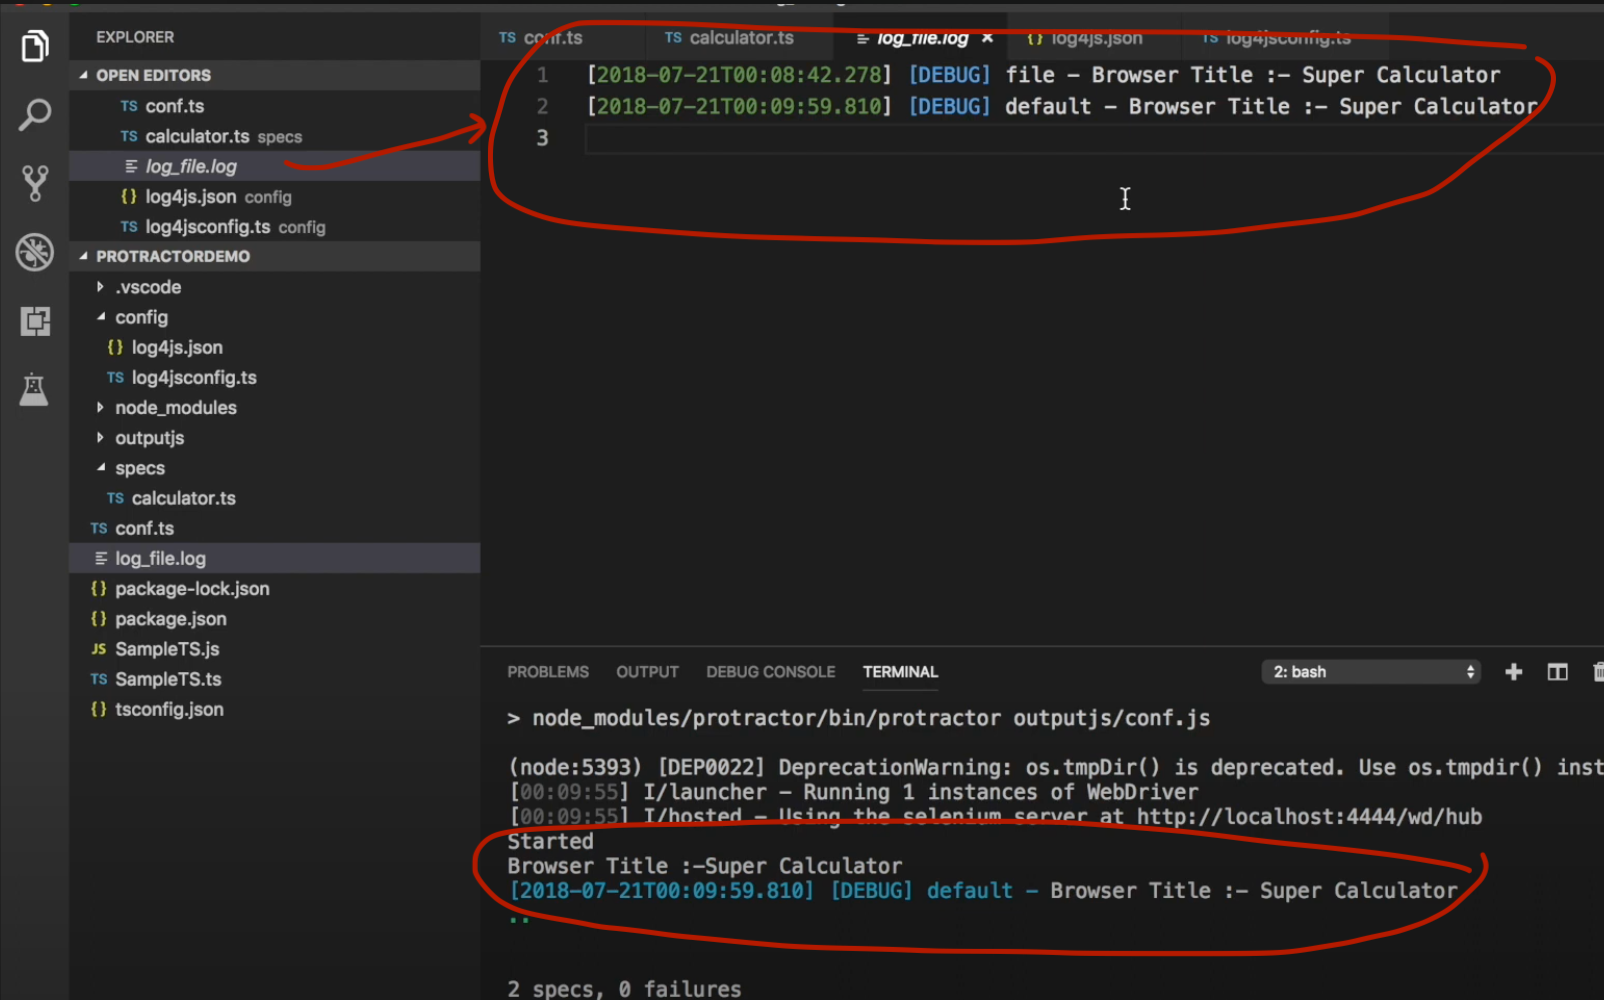 EXPLORER
OPEN EDITORS
TS conf.ts
TS calculator.ts specs
log_file.log
{} log4js.json config
TS log4jsconfig.ts config
PROTRACTORDEMO
.vscode
config
{} log4js.json
TS log4jsconfig.ts
node_modules
outputjs
specs
TS calculator.ts
TS conf.ts
log_file.log
{} package-lock.json
{} package.json
JS SampleTS.js
TS SampleTS.ts
{} tsconfig.json
TS conf.ts TS calculator.ts log_file.log × {} log4js.json TS log4jsconfig.ts
1 [2018-07-21T00:08:42.278] [DEBUG] file - Browser Title :- Super Calculator
2 [2018-07-21T00:09:59.810] [DEBUG] default - Browser Title :- Super Calculator
3
PROBLEMS OUTPUT DEBUG CONSOLE TERMINAL 2: bash
> node_modules/protractor/bin/protractor outputjs/conf.js
(node:5393) [DEP0022] DeprecationWarning: os.tmpDir() is deprecated. Use os.tmpdir() inst
[00:09:55] I/launcher - Running 1 instances of WebDriver
[00:09:55] I/hosted - Using the selenium server at http://localhost:4444/wd/hub
Started
Browser Title :-Super Calculator
[2018-07-21T00:09:59.810] [DEBUG] default - Browser Title :- Super Calculator
..
2 specs, 0 failures